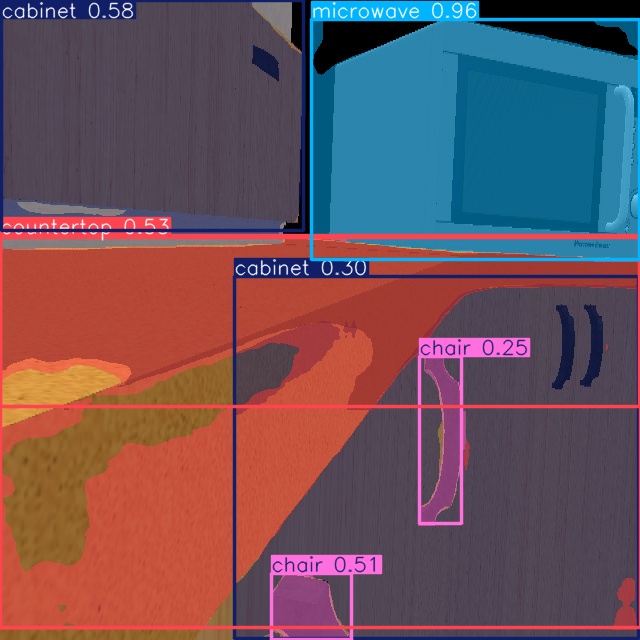 cabinet 0.58
microwave 0.96
countertop 0.53
cabinet 0.30
chair 0.25
chair 0.51